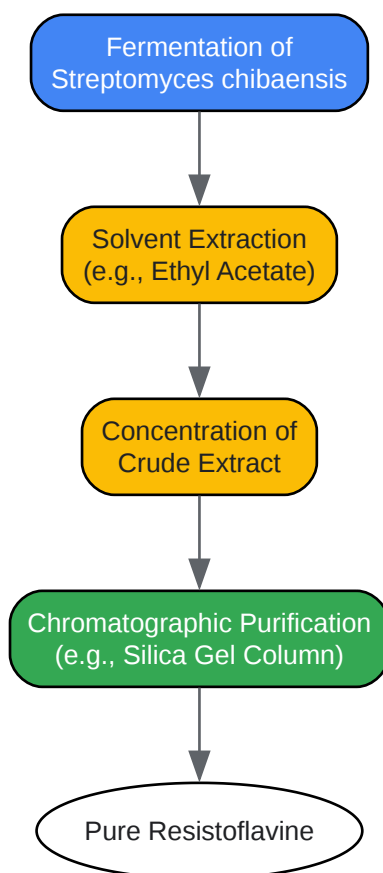 Fermentation of
Streptomyces chibaensis
Solvent Extraction
(e.g., Ethyl Acetate)
Concentration of
Crude Extract
Chromatographic Purification
(e.g., Silica Gel Column)
Pure Resistoflavine